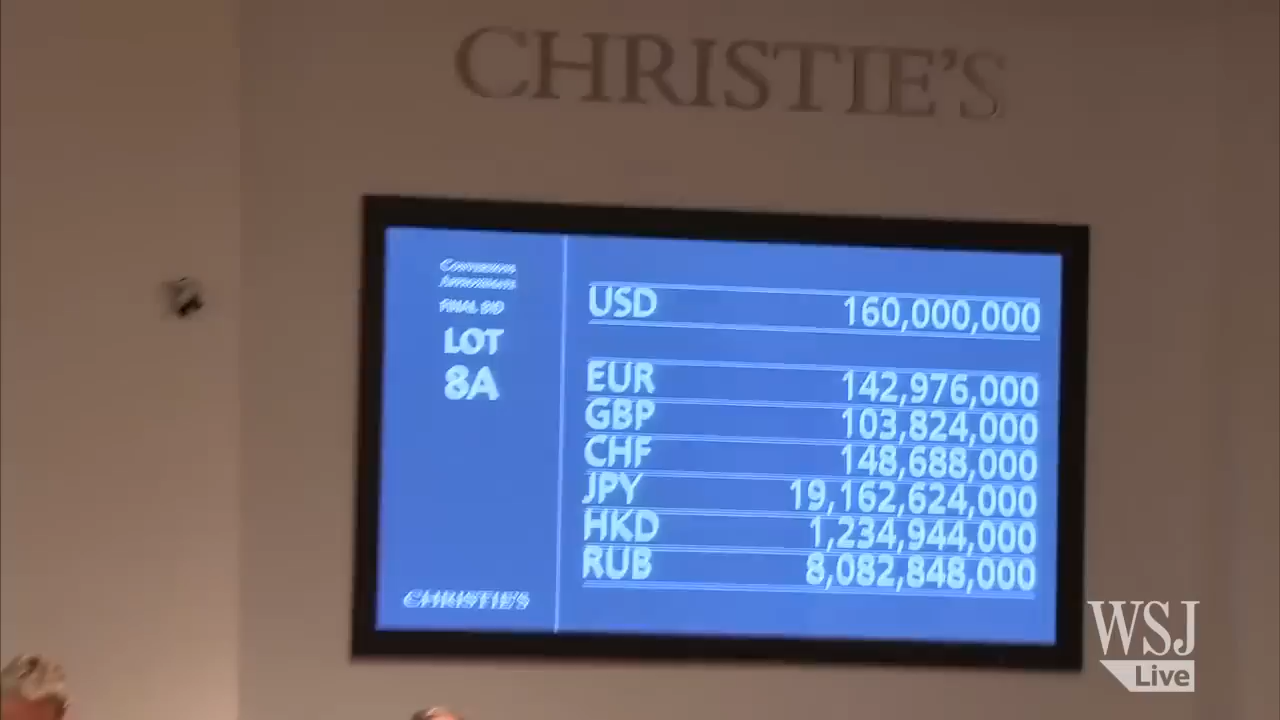 CHRISTIE'S
FINAL BID
LOT
8A
CHRISTIE'S
USD 160,000,000
EUR 142,976,000
GBP 103,824,000
CHF 148,688,000
JPY 19,162,624,000
HKD 1,234,944,000
RUB 8,082,848,000
WSJ
Live